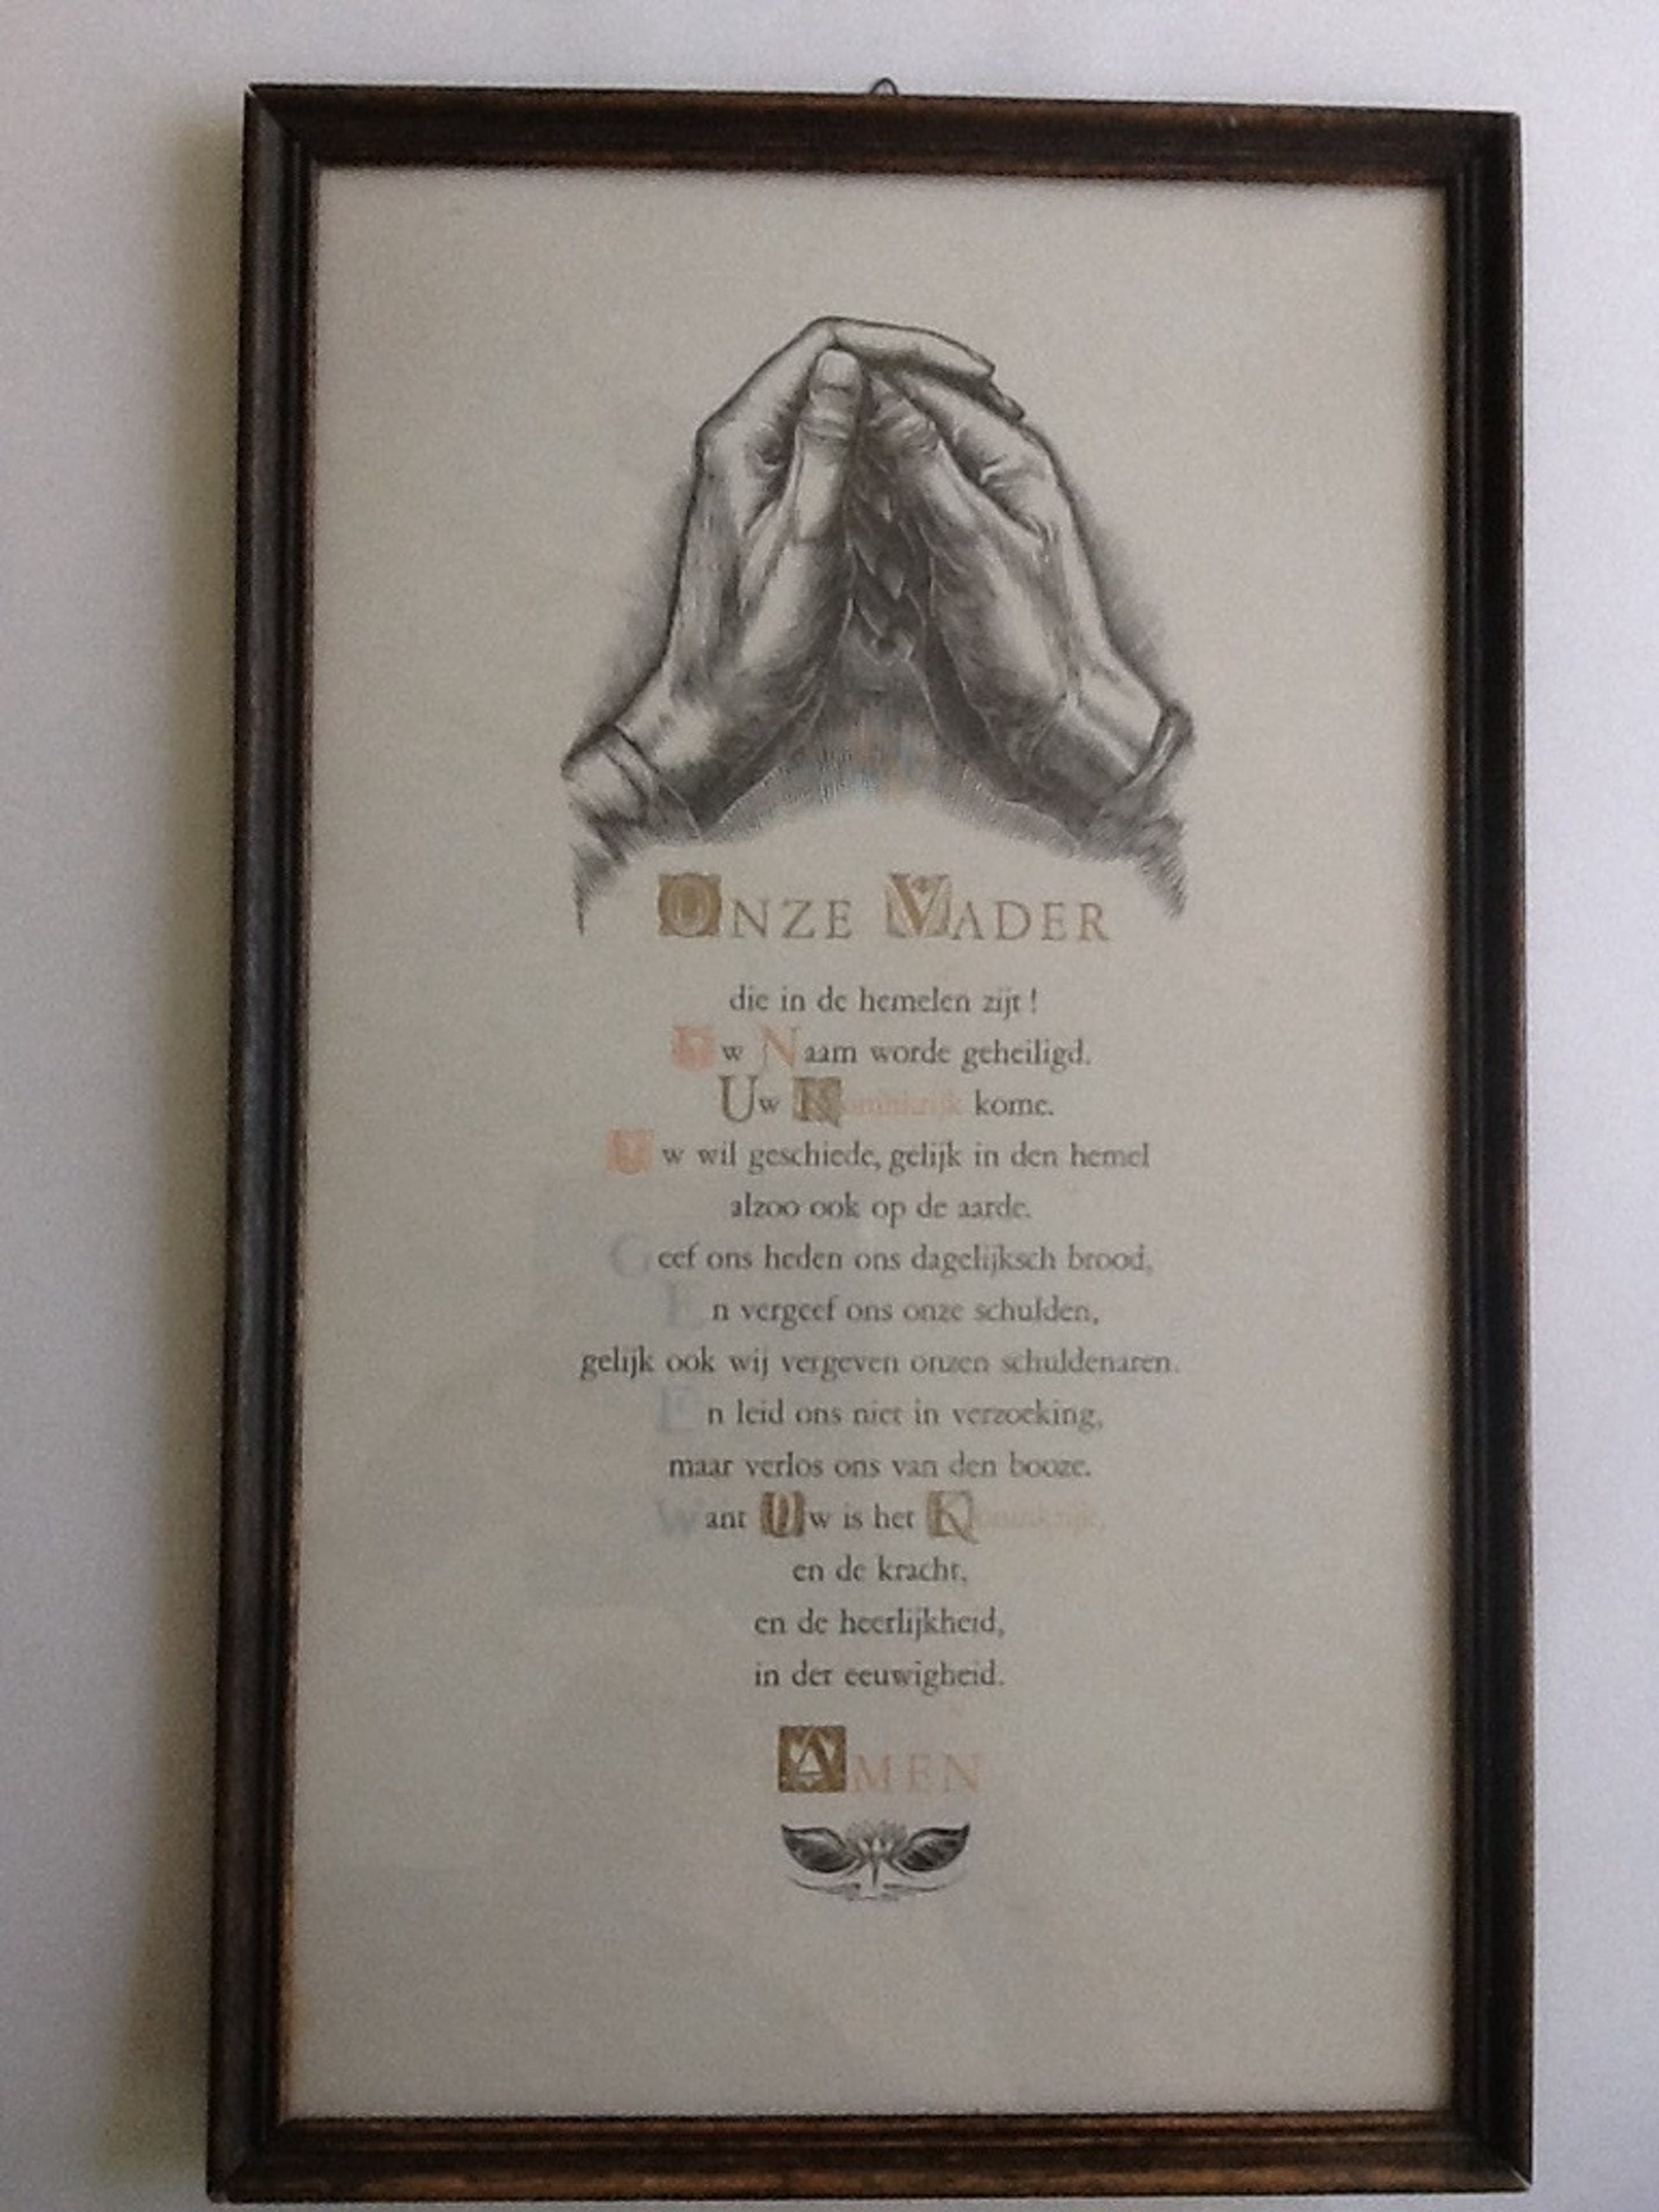 ONZE VADER
die in de hemelen zijt !
Uw Naam worde geheiligd.
Uw Koninkrijk kome.
Uw wil geschiede, gelijk in den hemel
alzoo ook op de aarde.
Geef ons heden ons dagelijksch brood,
En vergeef ons onze schulden,
gelijk ook wij vergeven onzen schuldenaren.
En leid ons niet in verzoeking,
maar verlos ons van den booze.
Want Uw is het Koninkrijk,
en de kracht,
en de heerlijkheid,
in der eeuwigheid.
AMEN